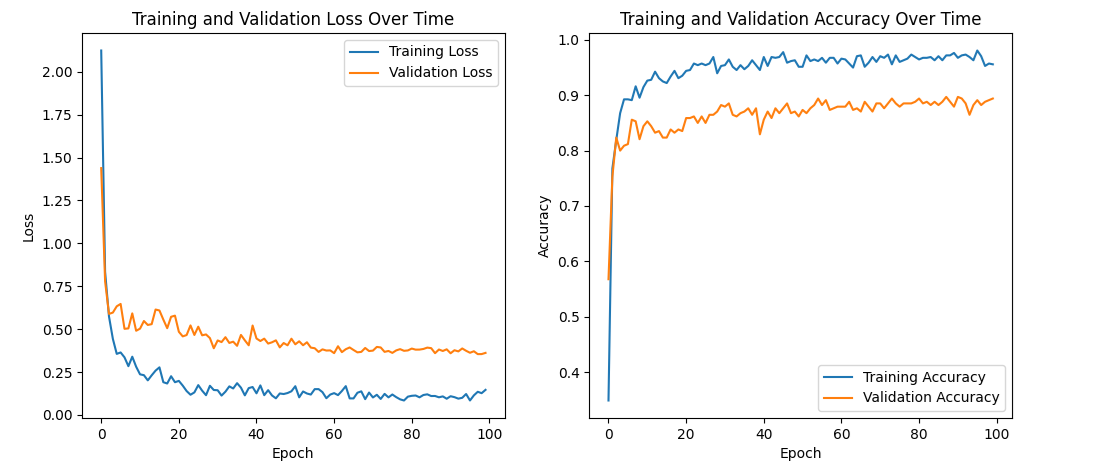 Training and Validation Loss Over Time
Training Loss
Validation Loss
2.00
1.75
1.50
1.25
1.00
0.75
0.50
0.25
0.00
Loss
0 20 40 60 80 100
Epoch
Training and Validation Accuracy Over Time
1.0
0.9
0.8
0.7
0.6
0.5
0.4
Accuracy
Training Accuracy
Validation Accuracy
0 20 40 60 80 100
Epoch